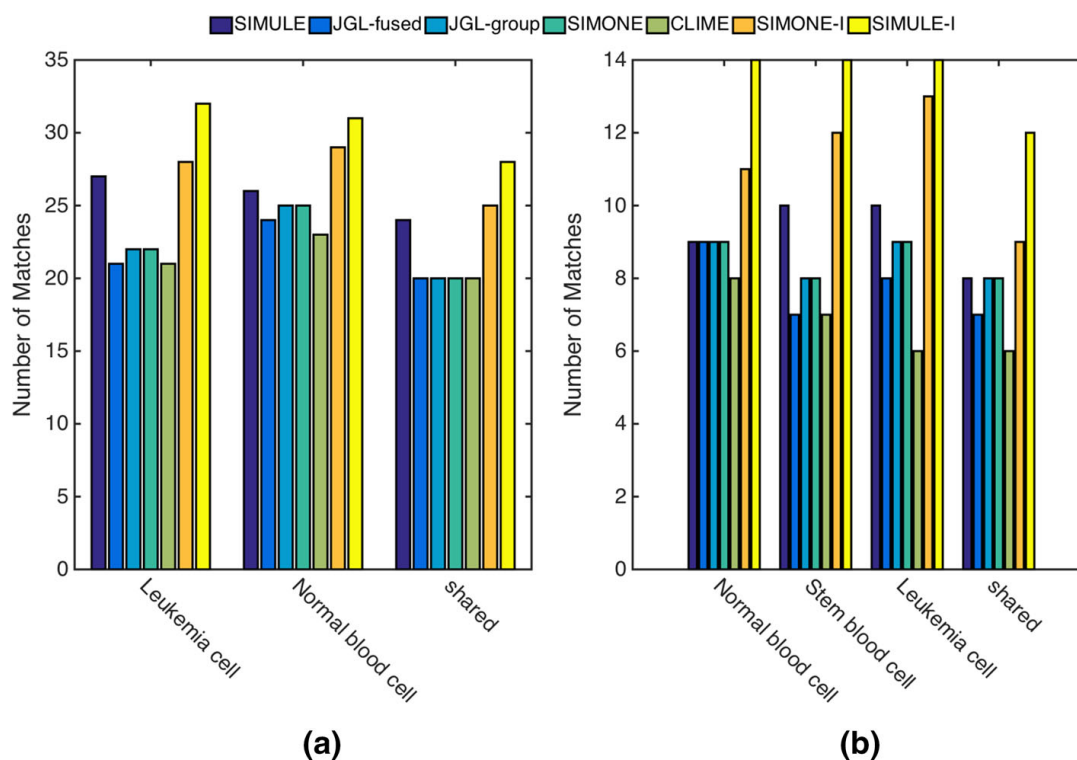 SIMULE JGL-fused JGL-group SIMONE CLIME SIMONE-I SIMULE-I
35
30
25
20
15
10
5
0
Number of Matches
Leukemia cell
Normal blood cell
shared
(a)
14
12
10
8
6
4
2
0
Number of Matches
Normal blood cell
Stem blood cell
Leukemia cell
shared
(b)